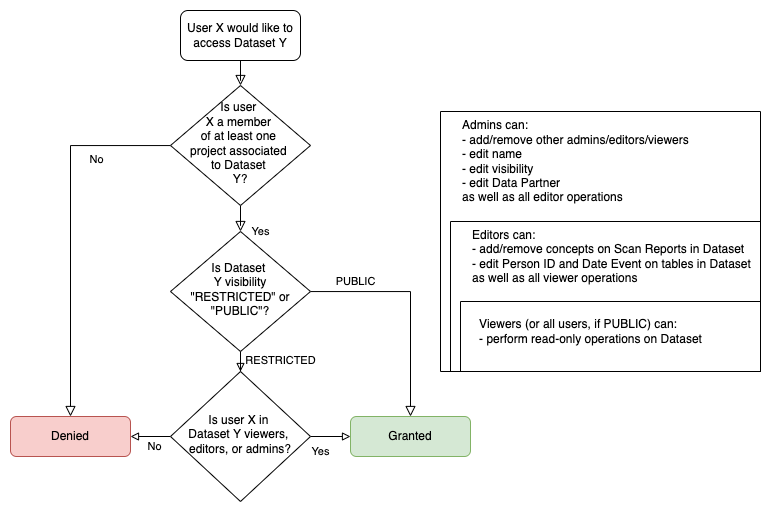 User X would like to
access Dataset Y
Is user
X a member
of at least one
project associated
to Dataset
Y?
No
Yes
Is Dataset
Y visibility
"RESTRICTED" or
"PUBLIC"?
PUBLIC
RESTRICTED
Is user X in
Dataset Y viewers,
editors, or admins?
No
Yes
Denied
Granted
Admins can:
- add/remove other admins/editors/viewers
- edit name
- edit visibility
- edit Data Partner
as well as all editor operations
Editors can:
- add/remove concepts on Scan Reports in Dataset
- edit Person ID and Date Event on tables in Dataset
as well as all viewer operations
Viewers (or all users, if PUBLIC) can:
- perform read-only operations on Dataset